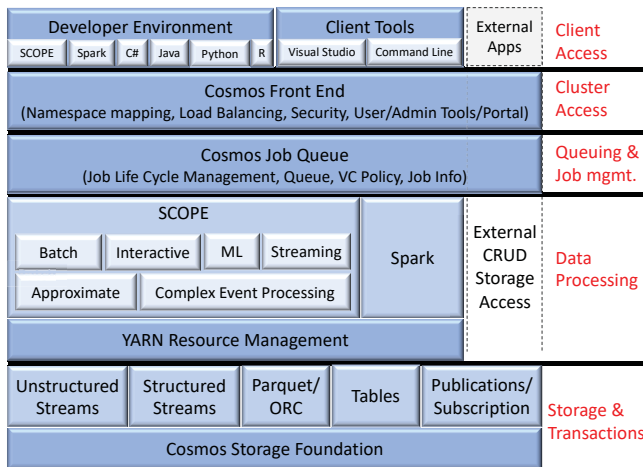 Developer Environment
SCOPE Spark C# Java Python R
Client Tools
Visual Studio Command Line
External
Apps
Client
Access
Cosmos Front End
(Namespace mapping, Load Balancing, Security, User/Admin Tools/Portal)
Cluster
Access
Cosmos Job Queue
(Job Life Cycle Management, Queue, VC Policy, Job Info)
Queuing &
Job mgmt.
SCOPE
Batch Interactive ML Streaming
Approximate Complex Event Processing
Spark
External
CRUD
Storage
Access
Data
Processing
YARN Resource Management
Unstructured
Streams
Structured
Streams
Parquet/
ORC
Tables
Publications/
Subscription
Storage &
Transactions
Cosmos Storage Foundation